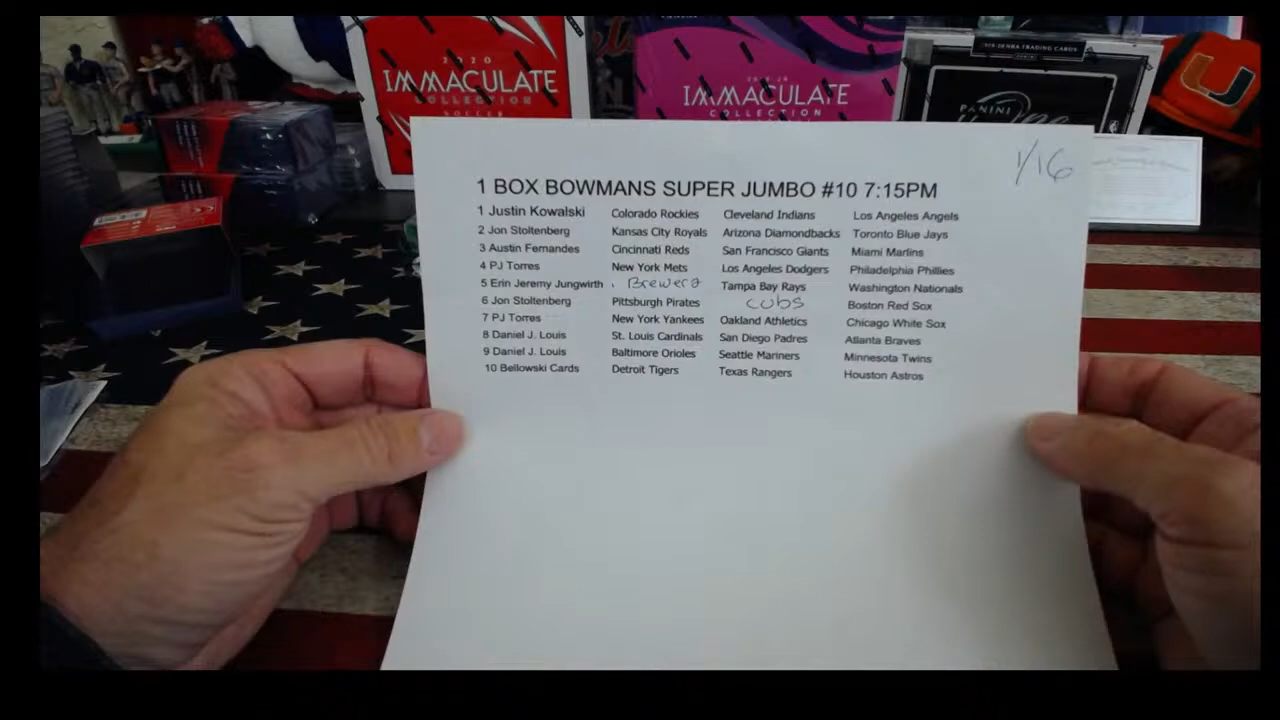 2020
IMMACULATE
COLLECTION
SOCCER
IMMACULATE
COLLECTION
NBA TRADING CARDS
PANINI
U
1/16
1 BOX BOWMANS SUPER JUMBO #10 7:15PM
1 Justin Kowalski Colorado Rockies Cleveland Indians Los Angeles Angels
2 Jon Stoltenberg Kansas City Royals Arizona Diamondbacks Toronto Blue Jays
3 Austin Fernandes Cincinnati Reds San Francisco Giants Miami Marlins
4 PJ Torres New York Mets Los Angeles Dodgers Philadelphia Phillies
5 Erin Jeremy Jungwirth Brewers Tampa Bay Rays Washington Nationals
6 Jon Stoltenberg Pittsburgh Pirates Cubs Boston Red Sox
7 PJ Torres New York Yankees Oakland Athletics Chicago White Sox
8 Daniel J. Louis St. Louis Cardinals San Diego Padres Atlanta Braves
9 Daniel J. Louis Baltimore Orioles Seattle Mariners Minnesota Twins
10 Bellowski Cards Detroit Tigers Texas Rangers Houston Astros